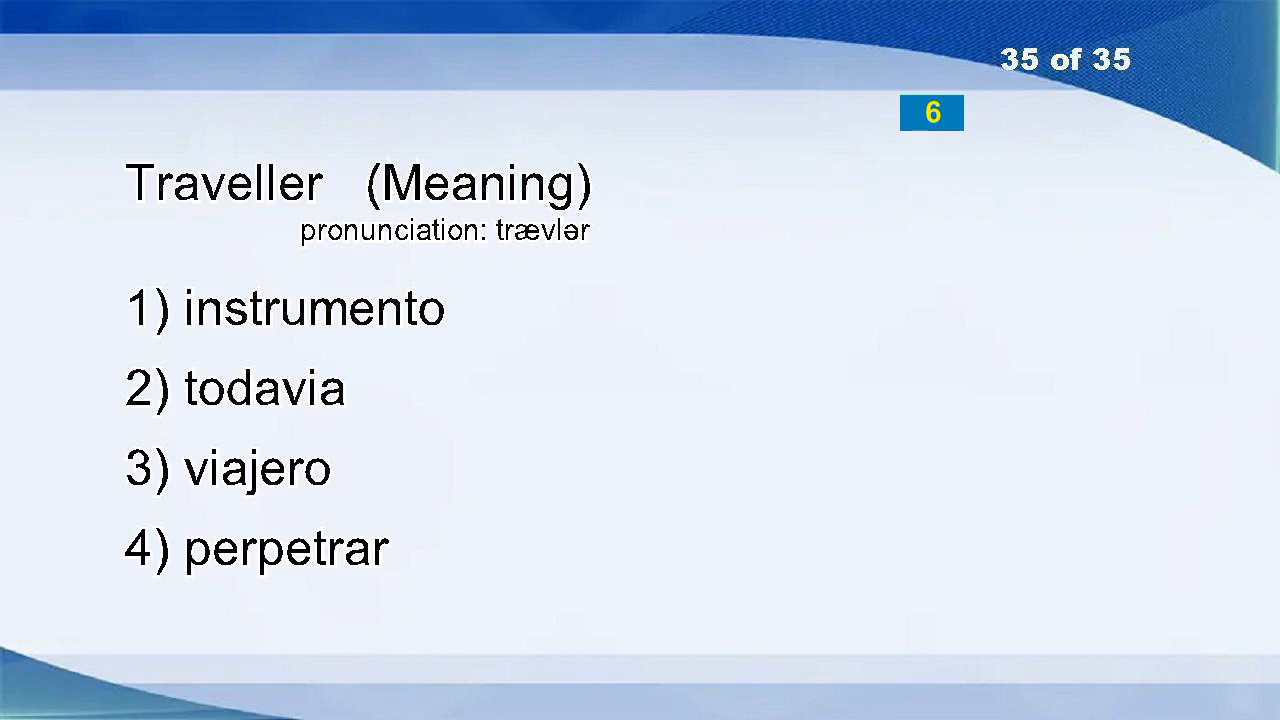 35 of 35
6
Traveller (Meaning)
pronunciation: trævlər
1) instrumento
2) todavia
3) viajero
4) perpetrar